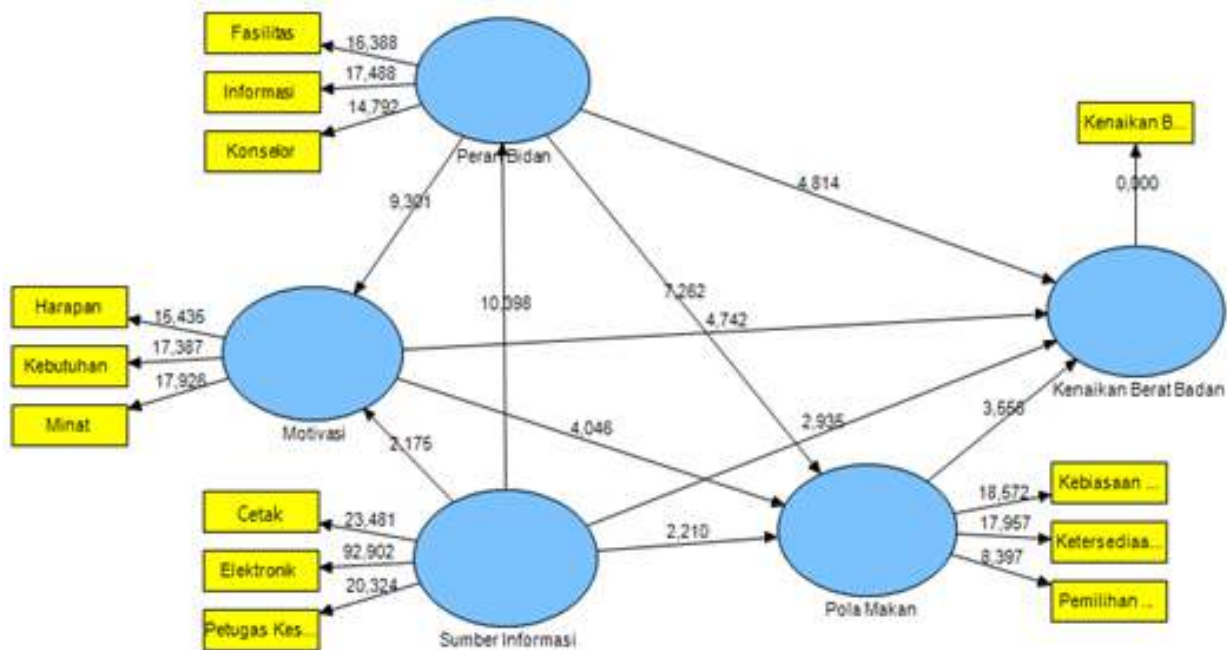 Fasilitas
16,388
Informasi
17,488
Konselor
14,792
Peran Bidan
Kenaikan B...
0,000
4,814
9,301
7,262
10,398
4,742
Harapan
15,435
Kebutuhan
17,387
Minat
17,926
Motivasi
Kenaikan Berat Badan
2,935
3,556
4,046
2,175
Cetak
23,481
Elektronik
92,902
Petugas Kes...
20,324
Sumber Informasi
2,210
Pola Makan
Kebiasaan ...
18,572
Ketersediaa...
17,957
Pemilihan ...
8,397